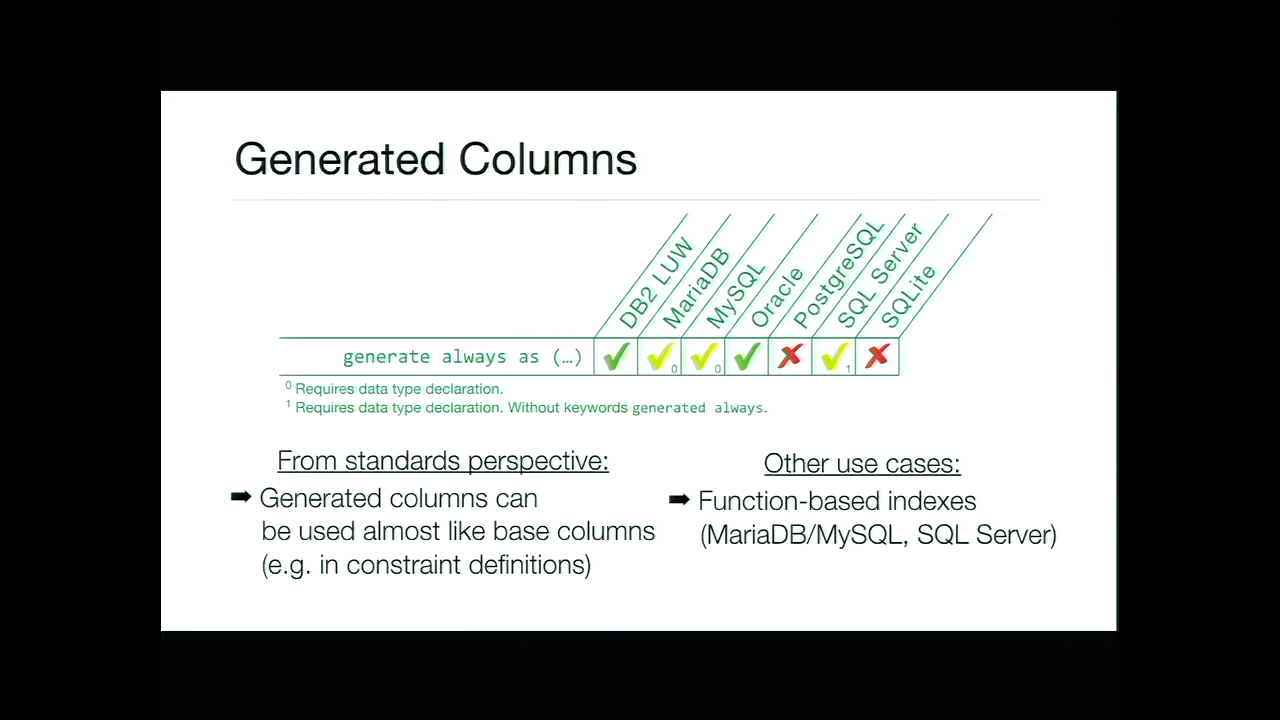 Generated Columns
DB2 LUW
MariaDB
MySQL
Oracle
PostgreSQL
SQL Server
SQLite
generate always as (…) ✔ ✔0 ✔0 ✔ ✘ ✔1 ✘
0 Requires data type declaration.
1 Requires data type declaration. Without keywords generated always.
From standards perspective:
➡ Generated columns can
be used almost like base columns
(e.g. in constraint definitions)
Other use cases:
➡ Function-based indexes
(MariaDB/MySQL, SQL Server)